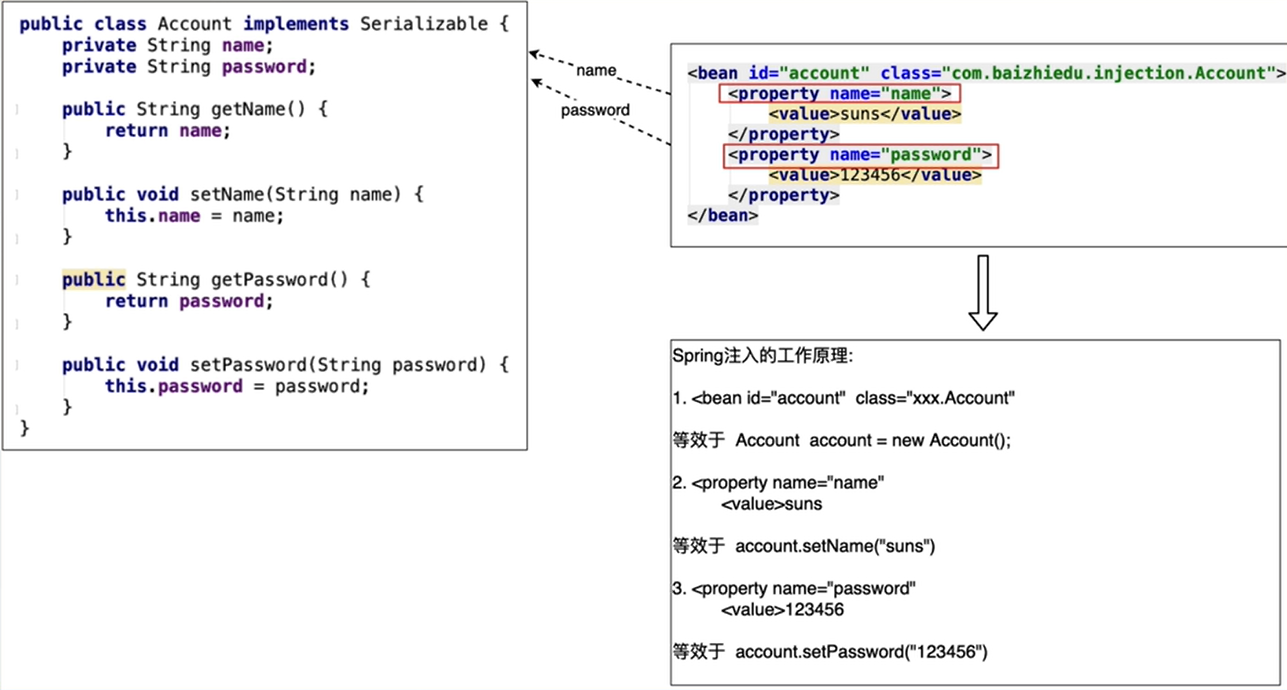 public class Account implements Serializable {
    private String name;
    private String password;
    public String getName() {
        return name;
    }
    public void setName(String name) {
        this.name = name;
    }
    public String getPassword() {
        return password;
    }
    public void setPassword(String password) {
        this.password = password;
    }
}
name
password
<bean id="account" class="com.baizhiedu.injection.Account">
    <property name="name">
        <value>suns</value>
    </property>
    <property name="password">
        <value>123456</value>
    </property>
</bean>
Spring注入的工作原理:
1. <bean id="account" class="xxx.Account"
等效于 Account account = new Account();
2. <property name="name"
        <value>suns
等效于 account.setName("suns")
3. <property name="password"
        <value>123456
等效于 account.setPassword("123456")